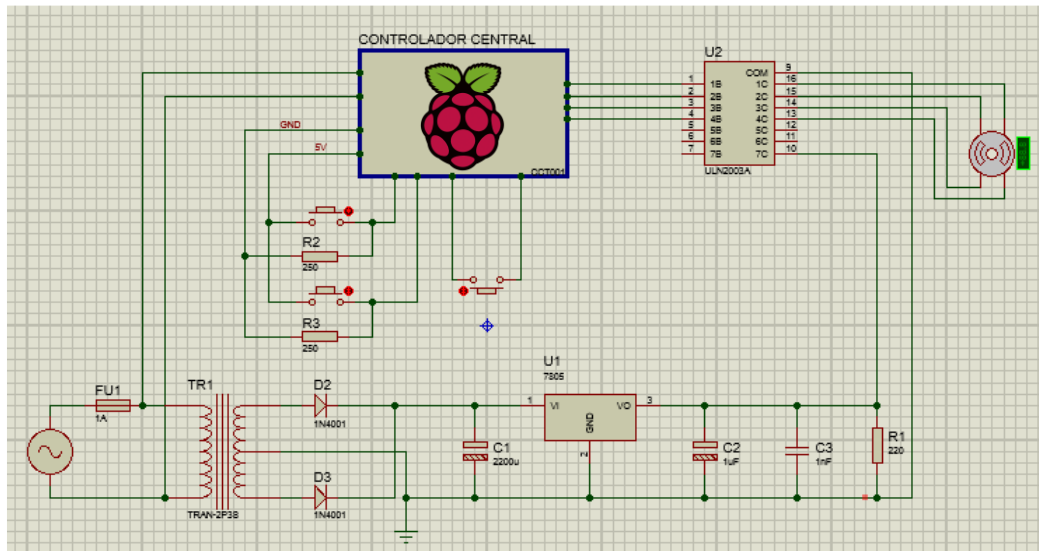 CONTROLADOR CENTRAL
CCT001
GND
5V
U2
1 1B
2 2B
3 3B
4 4B
5 5B
6 6B
7 7B
COM 9
1C 16
2C 15
3C 14
4C 13
5C 12
6C 11
7C 10
ULN2003A
R2
250
R3
250
FU1
1A
TR1
TRAN-2P3S
D2
1N4001
D3
1N4001
C1
2200u
U1
7805
1 VI
VO 3
GND
2
C2
1uF
C3
1nF
R1
220